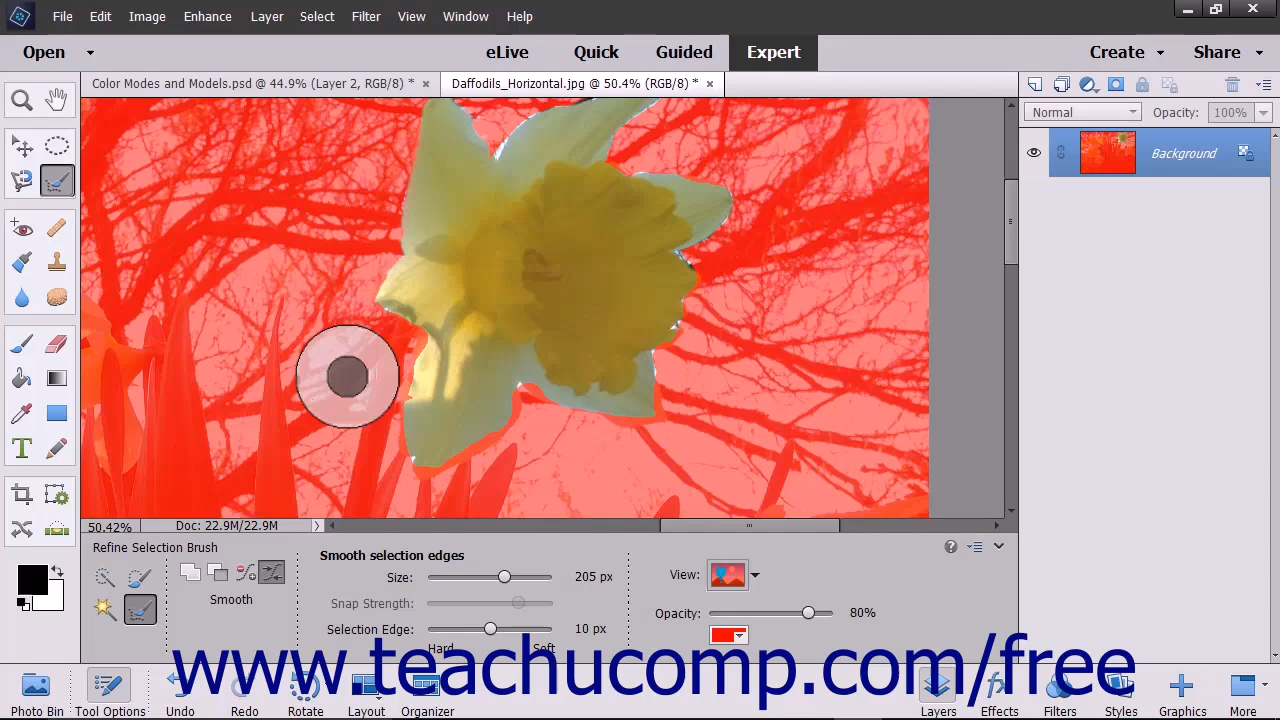 File Edit Image Enhance Layer Select Filter View Window Help
Open eLive Quick Guided Expert Create Share
Color Modes and Models.psd @ 44.9% (Layer 2, RGB/8) * × Daffodils_Horizontal.jpg @ 50.4% (RGB/8) * ×
Normal Opacity: 100%
Background
50.42% Doc: 22.9M/22.9M
Refine Selection Brush
Smooth selection edges
Size: 205 px
View:
Smooth
Snap Strength:
Opacity: 80%
Selection Edge: 10 px
Hard Soft
www.teachucomp.com/free
Photo Bin Tool Options Undo Redo Rotate Layout Organizer Layers Effects Filters Styles Graphics More